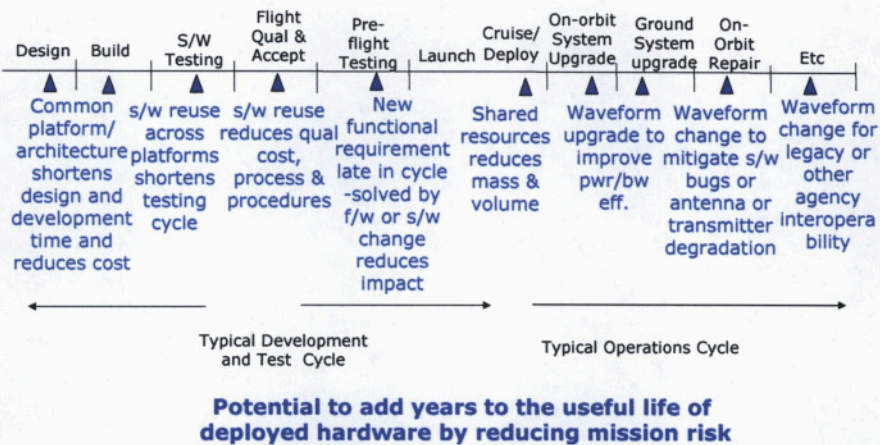 Design
Build
S/W
Testing
Flight
Qual &
Accept
Pre-
flight
Testing
Launch
Cruise/
Deploy
On-orbit
System
Upgrade
Ground
System
upgrade
On-
Orbit
Repair
Etc
Common
platform/
architecture
shortens
design and
development
time and
reduces cost
s/w reuse
across
platforms
shortens
testing
cycle
s/w reuse
reduces qual
cost,
process &
procedures
New
functional
requirement
late in cycle
-solved by
f/w or s/w
change
reduces
impact
Shared
resources
reduces
mass &
volume
Waveform
upgrade to
improve
pwr/bw
eff.
Waveform
change to
mitigate s/w
bugs or
antenna or
transmitter
degradation
Waveform
change for
legacy or
other
agency
interopera
bility
Typical Development
and Test Cycle
Typical Operations Cycle
Potential to add years to the useful life of
deployed hardware by reducing mission risk